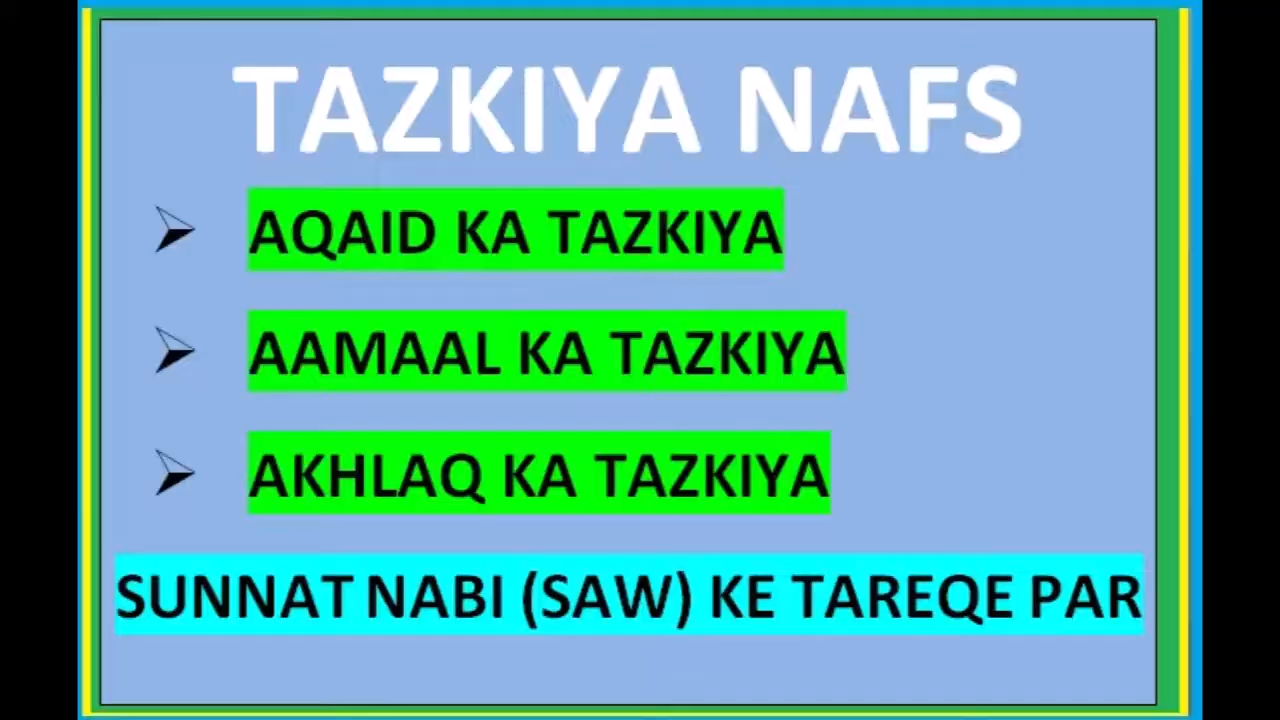 TAZKIYA NAFS
AQAID KA TAZKIYA
AAMAAL KA TAZKIYA
AKHLAQ KA TAZKIYA
SUNNAT NABI (SAW) KE TAREQE PAR